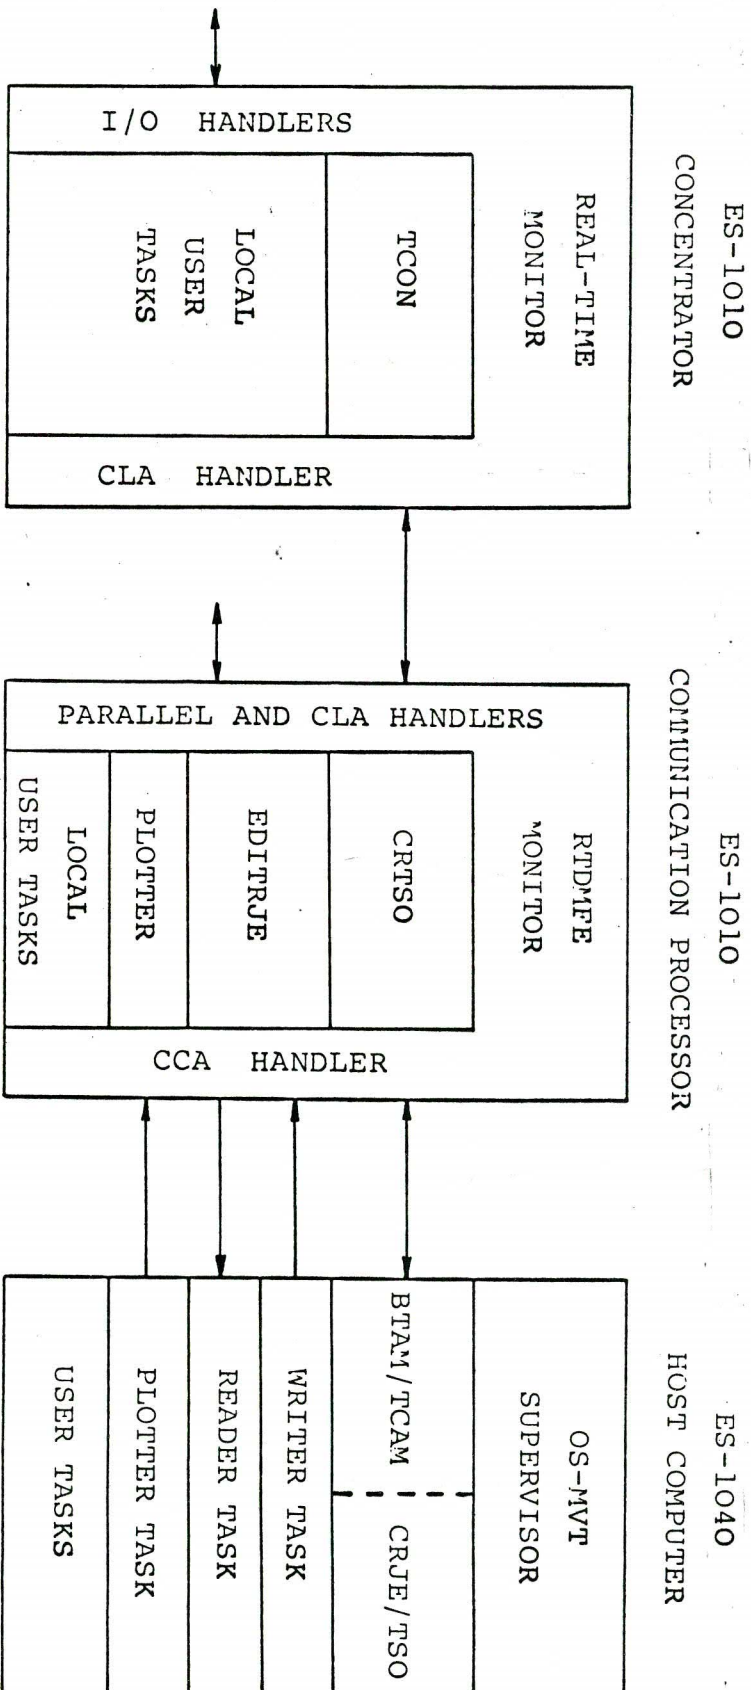 ES-1010
CONCENTRATOR
REAL-TIME
MONITOR
TCON
LOCAL
USER
TASKS
I/O HANDLERS
CLA HANDLER
ES-1010
COMMUNICATION PROCESSOR
RTDMFE
MONITOR
CRTSO
EDITRJE
PLOTTER
LOCAL
USER TASKS
PARALLEL AND CLA HANDLERS
CCA HANDLER
ES-1040
HOST COMPUTER
OS-MVT
SUPERVISOR
BTAM/TCAM
CRJE/TSO
WRITER TASK
READER TASK
PLOTTER TASK
USER TASKS